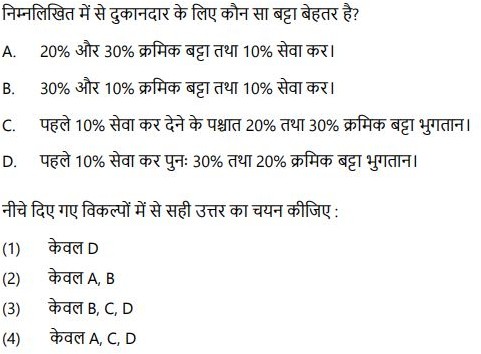 निम्नलिखित में से दुकानदार के लिए कौन सा बट्टा बेहतर है?
A. 20% और 30% क्रमिक बट्टा तथा 10% सेवा कर।
B. 30% और 10% क्रमिक बट्टा तथा 10% सेवा कर।
C. पहले 10% सेवा कर देने के पश्चात 20% तथा 30% क्रमिक बट्टा भुगतान।
D. पहले 10% सेवा कर पुनः 30% तथा 20% क्रमिक बट्टा भुगतान।
नीचे दिए गए विकल्पों में से सही उत्तर का चयन कीजिए :
(1) केवल D
(2) केवल A, B
(3) केवल B, C, D
(4) केवल A, C, D